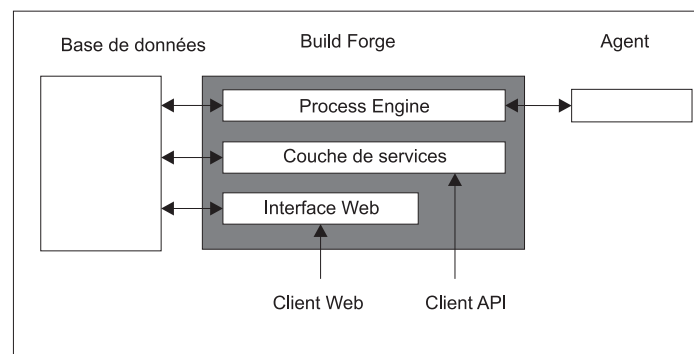 Base de données
Build Forge
Agent
Process Engine
Couche de services
Interface Web
Client Web
Client API